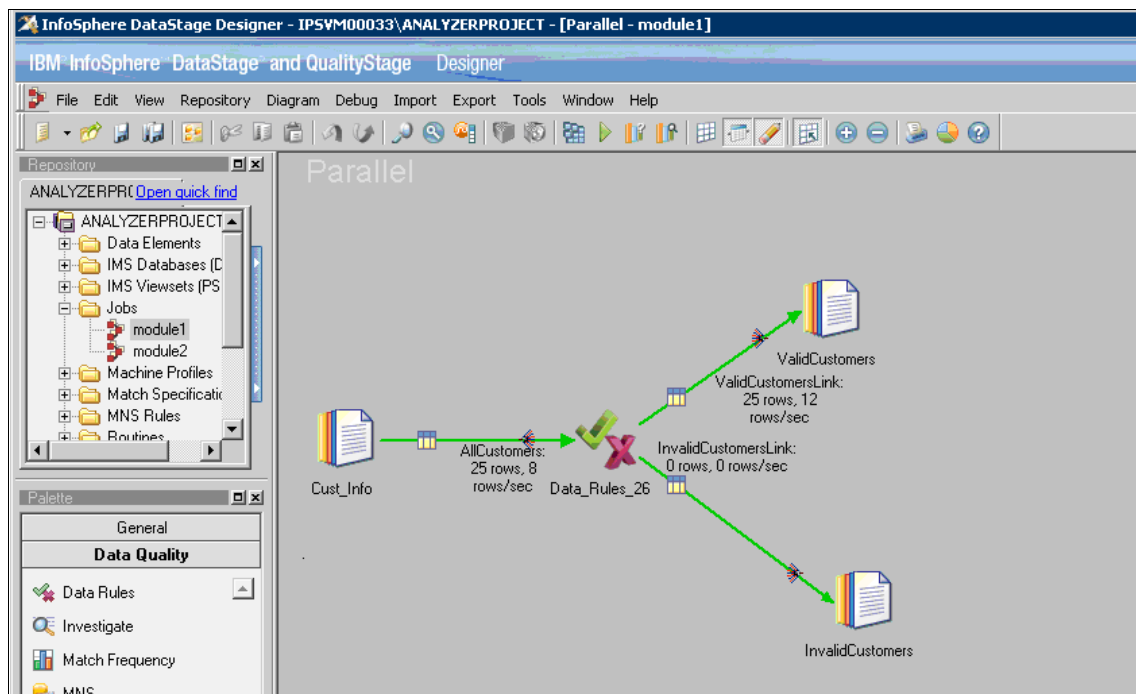 InfoSphere DataStage Designer - IPSVM00033\ANALYZERPROJECT - [Parallel - module1]
IBM InfoSphere DataStage and QualityStage Designer
File Edit View Repository Diagram Debug Import Export Tools Window Help
Repository
ANALYZERPR( Open quick find
ANALYZERPROJECT
Data Elements
IMS Databases (D
IMS Viewsets (PS
Jobs
module1
module2
Machine Profiles
Match Specificatio
MNS Rules
Routines
Palette
General
Data Quality
Data Rules
Investigate
Match Frequency
MNS
Parallel
Cust_Info
AllCustomers:
25 rows, 8
rows/sec
Data_Rules_26
ValidCustomers
ValidCustomersLink:
25 rows, 12
rows/sec
InvalidCustomersLink:
0 rows, 0 rows/sec
InvalidCustomers